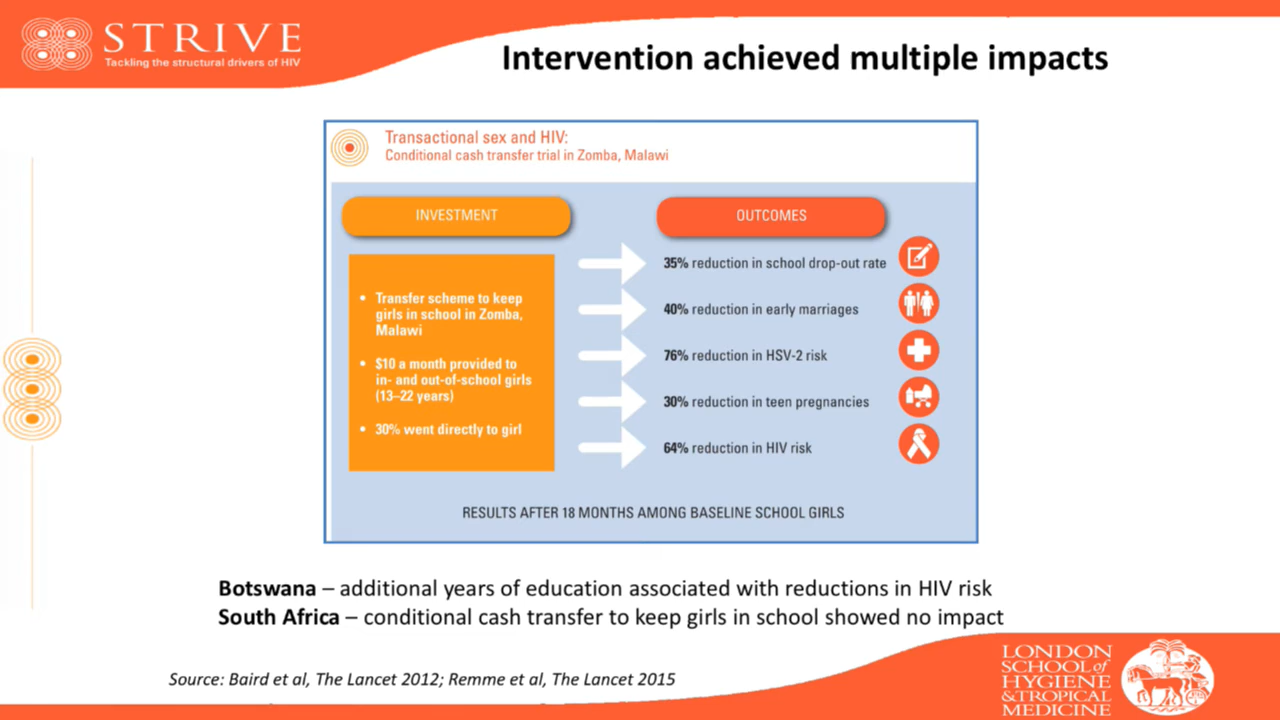 STRIVE
Tackling the structural drivers of HIV
Intervention achieved multiple impacts
Transactional sex and HIV:
Conditional cash transfer trial in Zomba, Malawi
INVESTMENT
• Transfer scheme to keep
girls in school in Zomba,
Malawi
• $10 a month provided to
in- and out-of-school girls
(13–22 years)
• 30% went directly to girl
OUTCOMES
35% reduction in school drop-out rate
40% reduction in early marriages
76% reduction in HSV-2 risk
30% reduction in teen pregnancies
64% reduction in HIV risk
RESULTS AFTER 18 MONTHS AMONG BASELINE SCHOOL GIRLS
Botswana – additional years of education associated with reductions in HIV risk
South Africa – conditional cash transfer to keep girls in school showed no impact
Source: Baird et al, The Lancet 2012; Remme et al, The Lancet 2015
LONDON
SCHOOL of
HYGIENE
& TROPICAL
MEDICINE